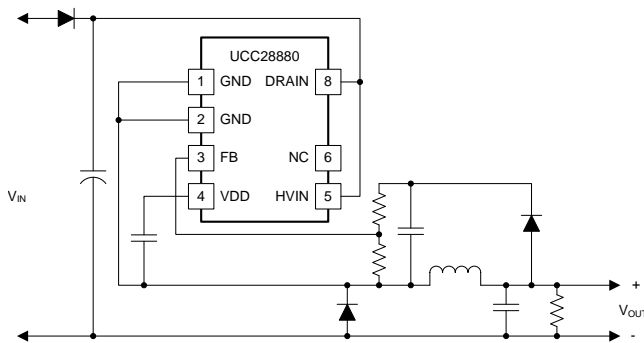 UCC28880
1 GND DRAIN 8
2 GND
3 FB NC 6
4 VDD HVIN 5
VIN
+
VOUT
-